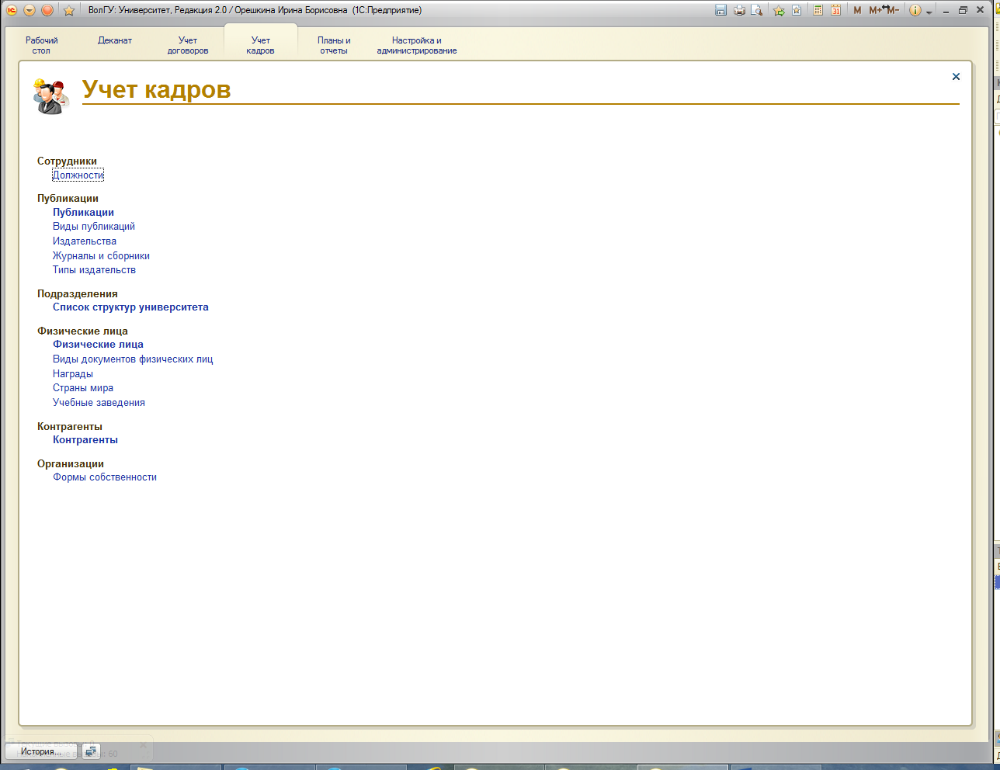 ВолГУ: Университет, Редакция 2.0 / Орешкина Ирина Борисовна (1С:Предприятие)
31
M M+ M-
Рабочий стол
Деканат
Учет договоров
Учет кадров
Планы и отчеты
Настройка и администрирование
Учет кадров
Сотрудники
Должности
Публикации
Публикации
Виды публикаций
Издательства
Журналы и сборники
Типы издательств
Подразделения
Список структур университета
Физические лица
Физические лица
Виды документов физических лиц
Награды
Страны мира
Учебные заведения
Контрагенты
Контрагенты
Организации
Формы собственности
История...
60